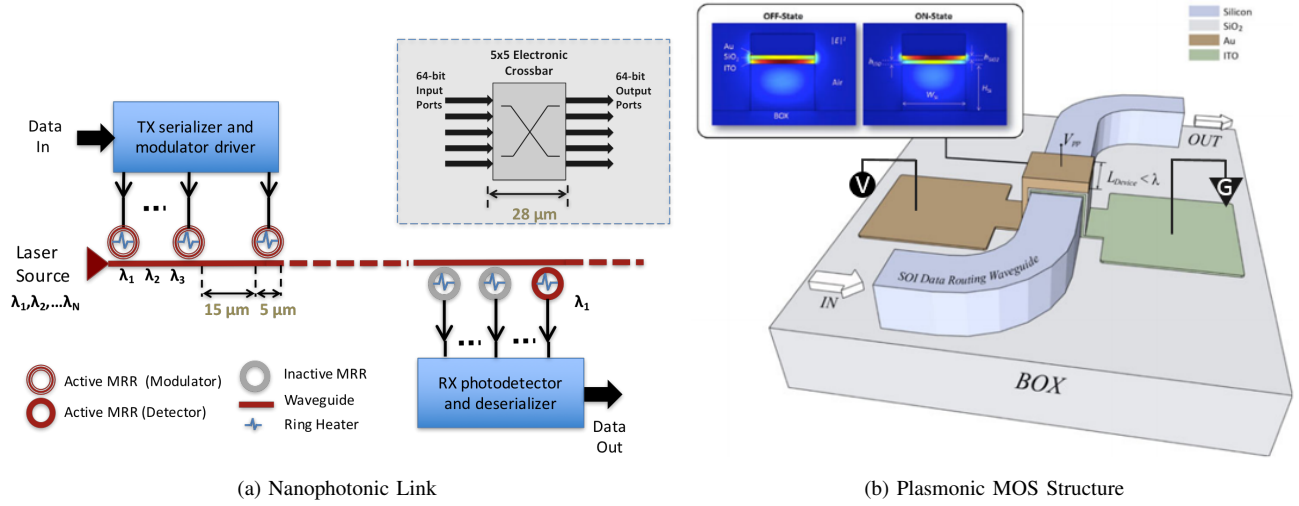 5x5 Electronic
Crossbar
64-bit
Input
Ports
64-bit
Output
Ports
28 μm
Data
In
TX serializer and
modulator driver
...
Laser
Source
λ1,λ2,...λN
λ1 λ2 λ3
15 μm
5 μm
λ1
... ...
Active MRR (Modulator)
Active MRR (Detector)
Inactive MRR
Waveguide
Ring Heater
RX photodetector
and deserializer
Data
Out
(a) Nanophotonic Link
OFF-State
ON-State
Au
SiO2
ITO
|E|²
Air
BOX
hITO
hSiO2
Silicon
SiO2
Au
ITO
OUT
VPP
LDevice < λ
V
G
SOI Data Routing Waveguide
IN
BOX
(b) Plasmonic MOS Structure